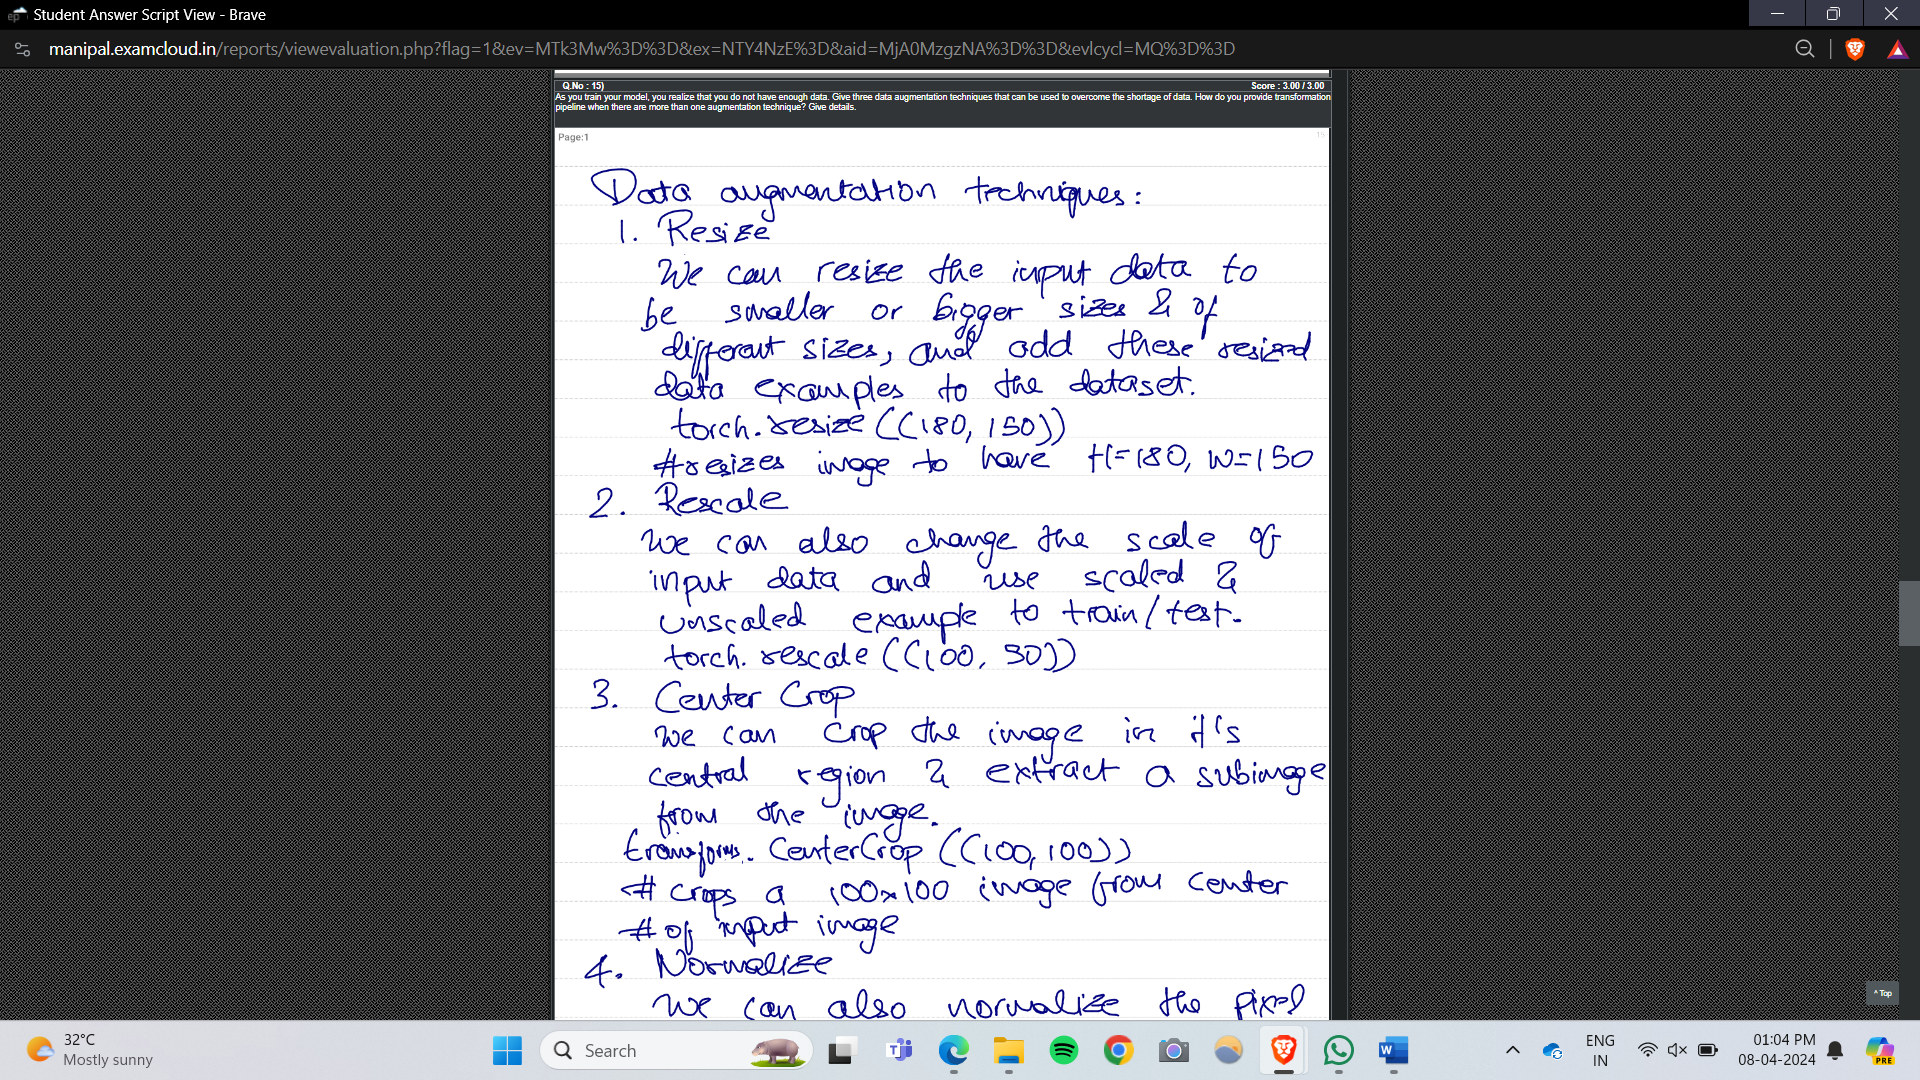 Student Answer Script View - Brave
manipal.examcloud.in/reports/viewevaluation.php?flag=1&ev=MTk3Mw%3D%3D&ex=NTY4NzE%3D&aid=MjA0MzgzNA%3D%3D&evlcycl=MQ%3D%3D
Q.No : 15) Score : 3.00 / 3.00
As you train your model, you realize that you do not have enough data. Give three data augmentation techniques that can be used to overcome the shortage of data. How do you provide transformation
pipeline when there are more than one augmentation technique? Give details.
Page:1 15
Data augmentation techniques:
1. Resize
We can resize the input data to
be smaller or bigger sizes & of
different sizes, and add these resized
data examples to the dataset.
torch.resize ((180, 150))
#resizes image to have H=180, W=150
2. Rescale
We can also change the scale of
input data and use scaled &
unscaled example to train/test.
torch. rescale ((100, 50))
3. Center Crop
We can crop the image in it's
central region & extract a subimage
from the image.
transforms. CenterCrop ((100, 100))
# crops a 100x100 image from center
# of input image
4. Normalize
We can also normalize the pixel
^ Top
32°C
Mostly sunny
Search
ENG
IN
01:04 PM
08-04-2024
PRE